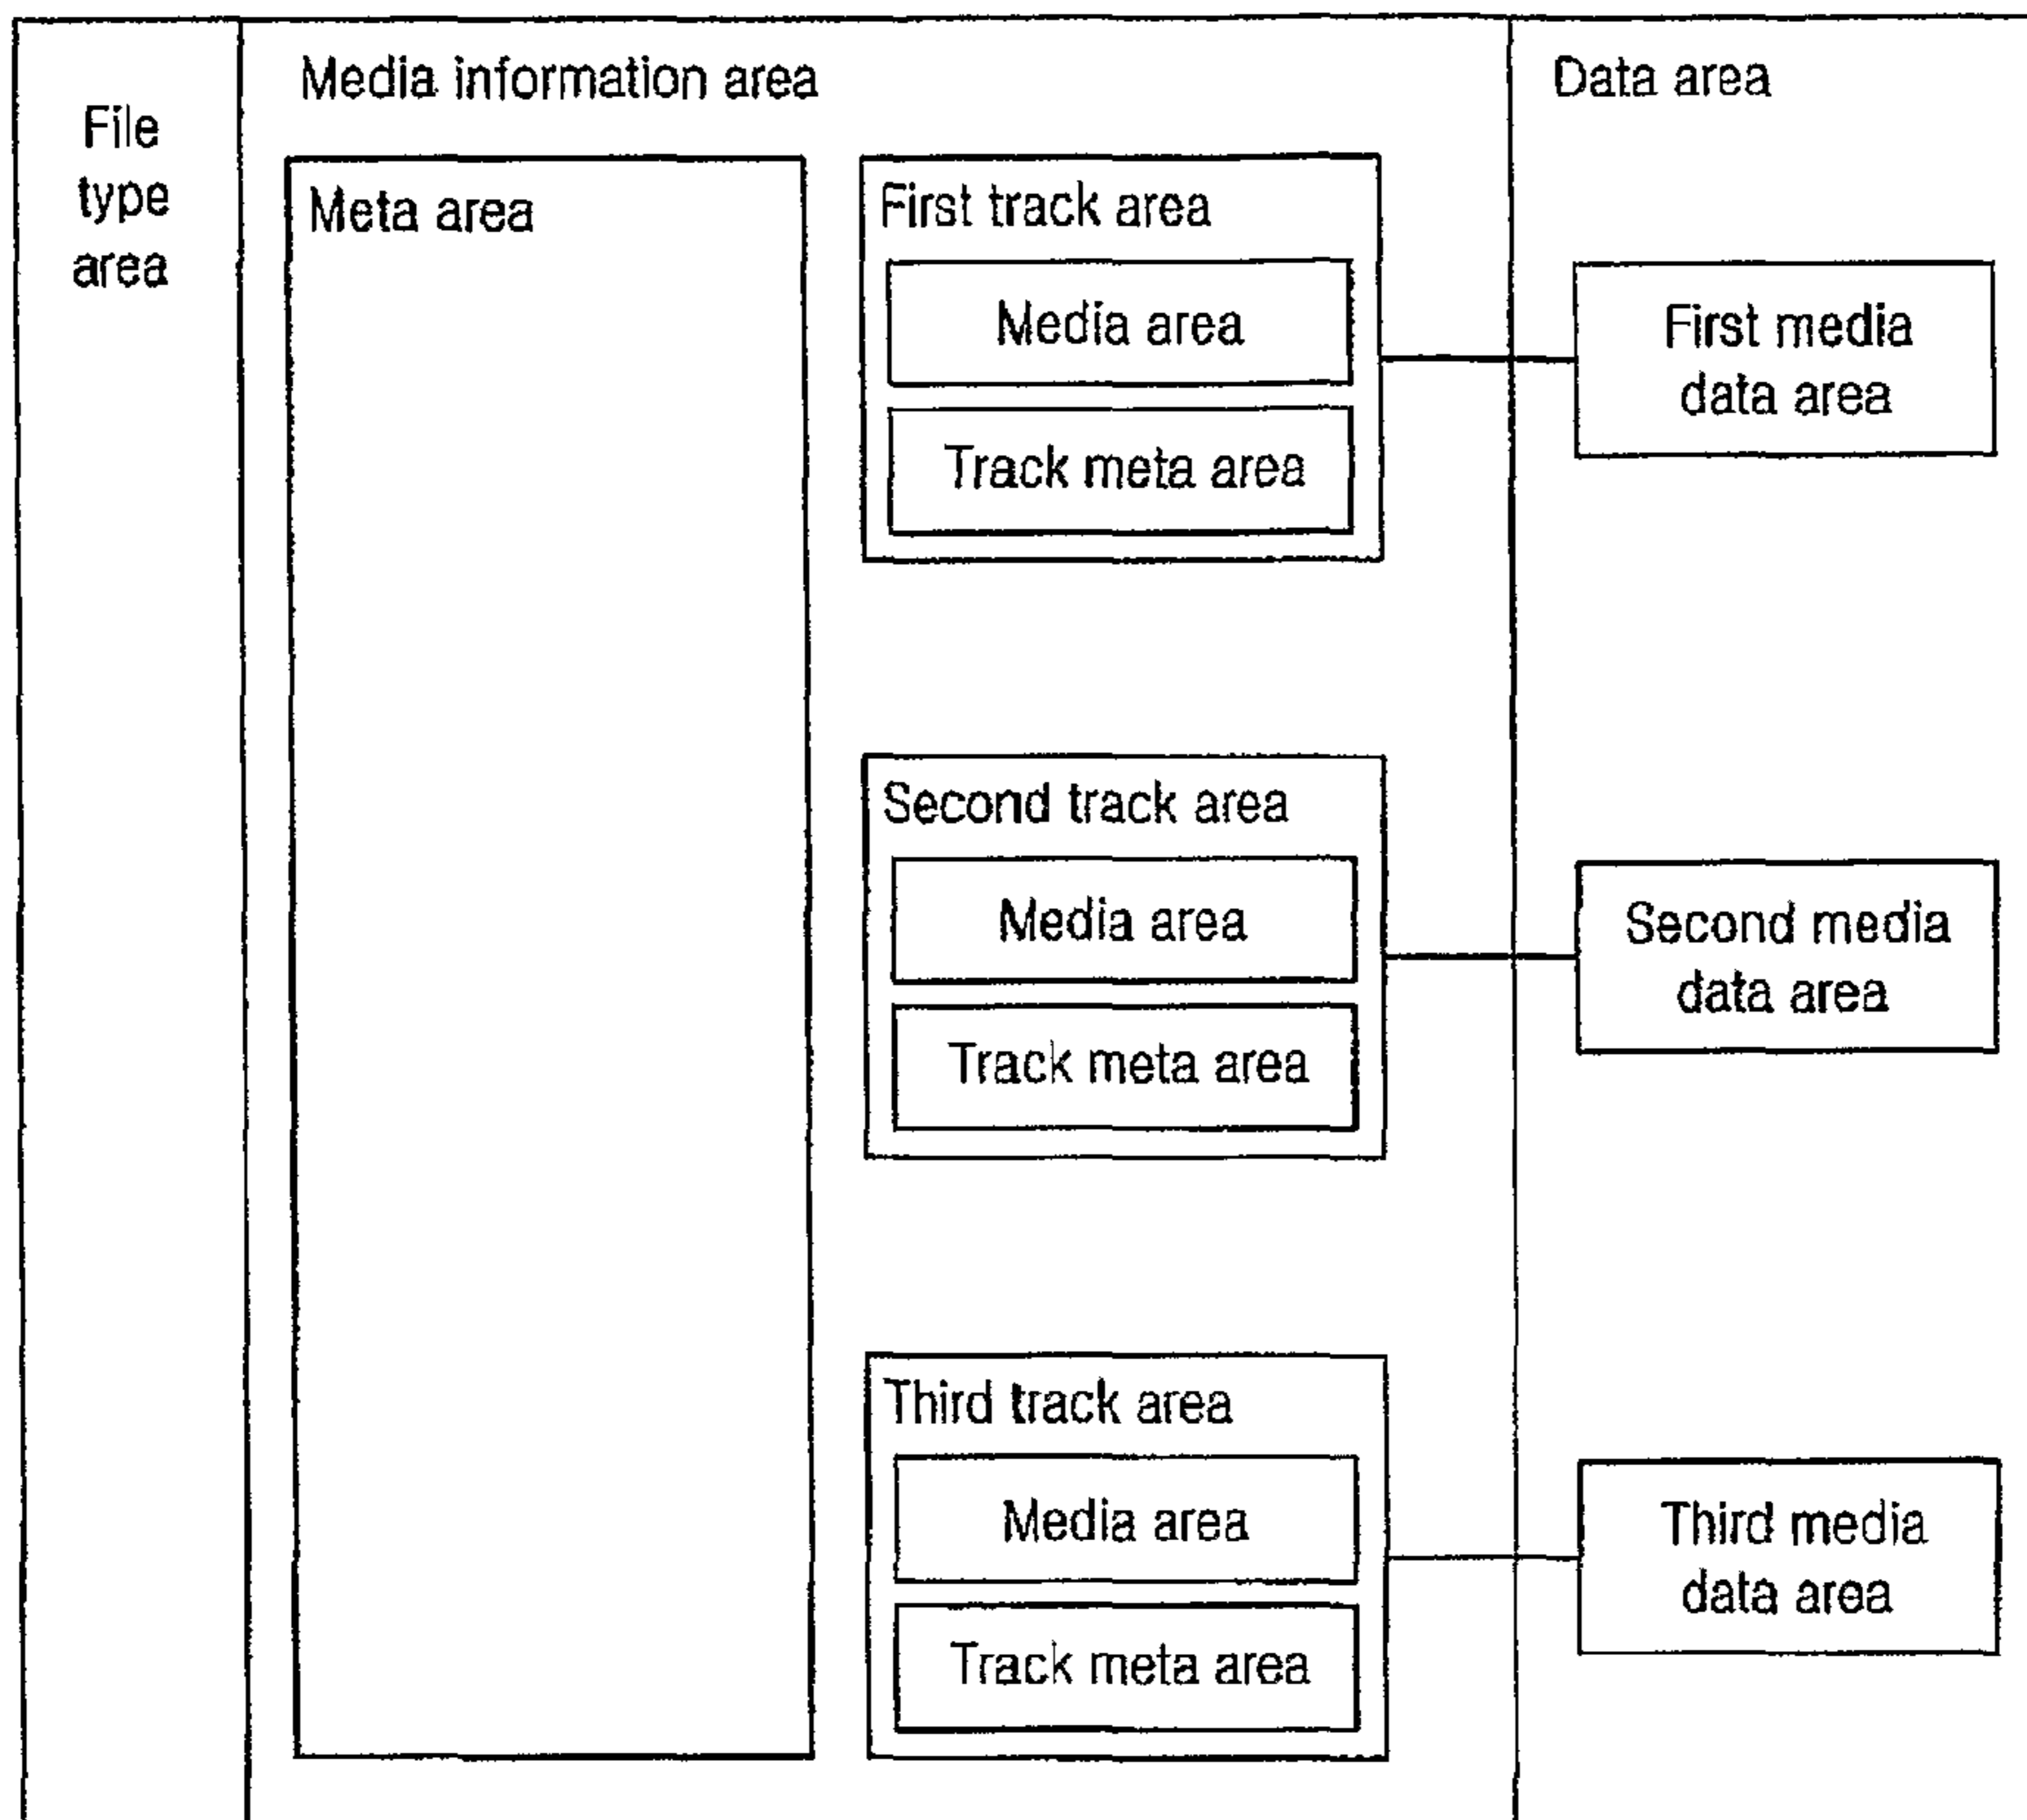 File
type
area
Media information area
Meta area
First track area
Media area
Track meta area
Second track area
Media area
Track meta area
Third track area
Media area
Track meta area
Data area
First media
data area
Second media
data area
Third media
data area